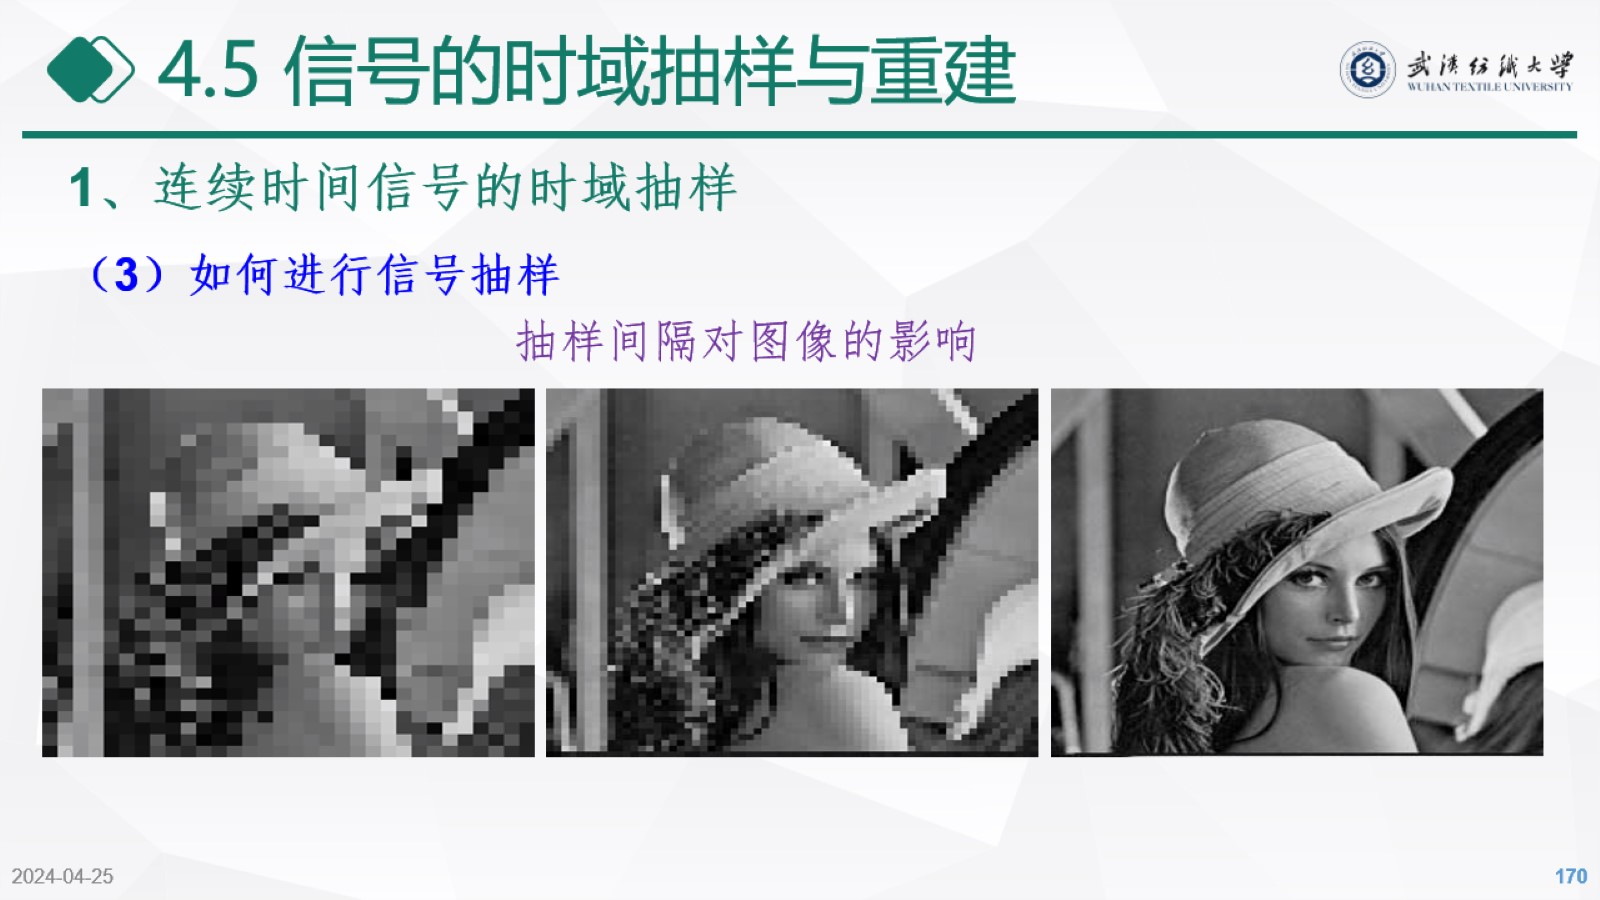 4.5 信号的时域抽样与重建
武汉纺织大学
WUHAN TEXTILE UNIVERSITY
1、连续时间信号的时域抽样
（3）如何进行信号抽样
抽样间隔对图像的影响
2024-04-25
170